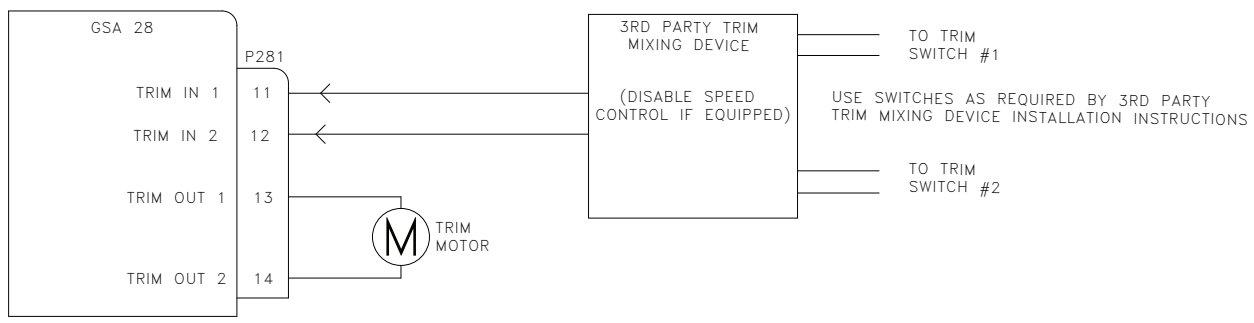 GSA 28
P281
TRIM IN 1 11
TRIM IN 2 12
TRIM OUT 1 13
TRIM OUT 2 14
M
TRIM
MOTOR
3RD PARTY TRIM
MIXING DEVICE
(DISABLE SPEED
CONTROL IF EQUIPPED)
TO TRIM
SWITCH #1
USE SWITCHES AS REQUIRED BY 3RD PARTY
TRIM MIXING DEVICE INSTALLATION INSTRUCTIONS
TO TRIM
SWITCH #2